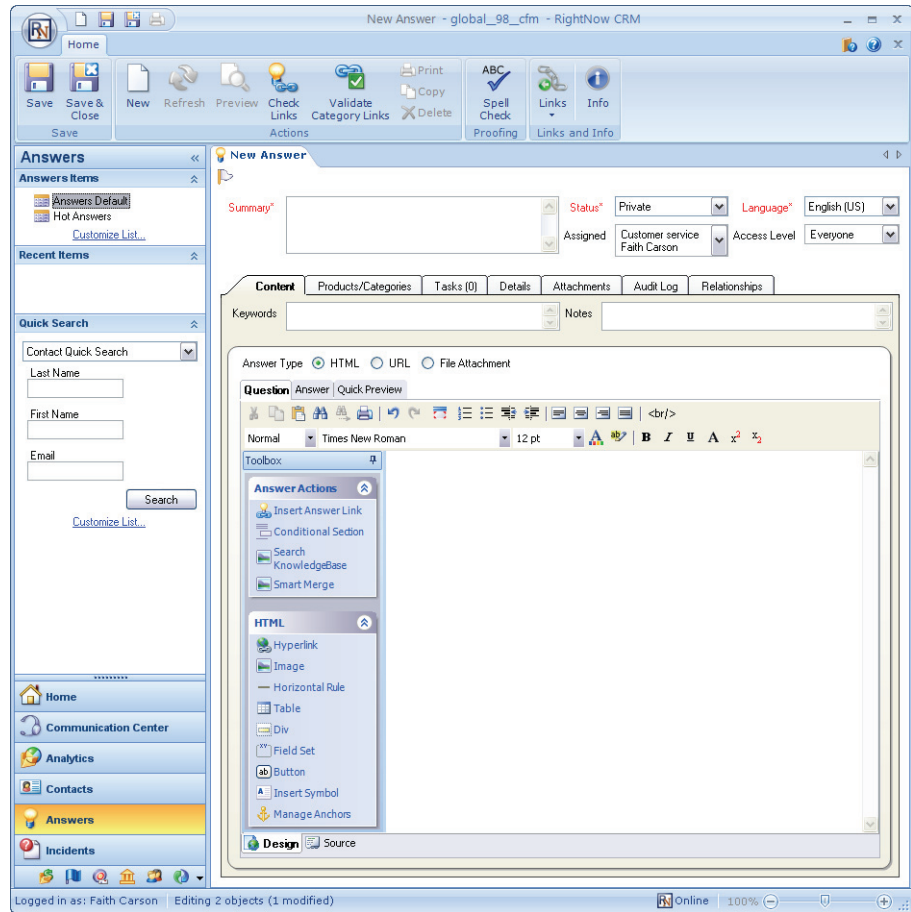 New Answer - global_98_cfm - RightNow CRM
RN
Home
Save
Save & Close
New
Refresh
Preview
Check Links
Validate Category Links
Print
Copy
Delete
ABC
Spell Check
Links
Info
Save
Actions
Proofing
Links and Info
Answers
Answers Items
Answers Default
Hot Answers
Customize List...
Recent Items
Quick Search
Contact Quick Search
Last Name
First Name
Email
Search
Customize List...
Home
Communication Center
Analytics
Contacts
Answers
Incidents
New Answer
Summary*
Status*
Private
Language*
English (US)
Assigned
Customer service
Faith Carson
Access Level
Everyone
Content
Products/Categories
Tasks (0)
Details
Attachments
Audit Log
Relationships
Keywords
Notes
Answer Type HTML URL File Attachment
Question Answer Quick Preview
<br/>
Normal Times New Roman 12 pt A ab B I U A x2 x2
Toolbox
Answer Actions
Insert Answer Link
Conditional Section
Search KnowledgeBase
Smart Merge
HTML
Hyperlink
Image
Horizontal Rule
Table
Div
Field Set
ab Button
A Insert Symbol
Manage Anchors
Design Source
Logged in as: Faith Carson Editing 2 objects (1 modified)
RN Online 100%